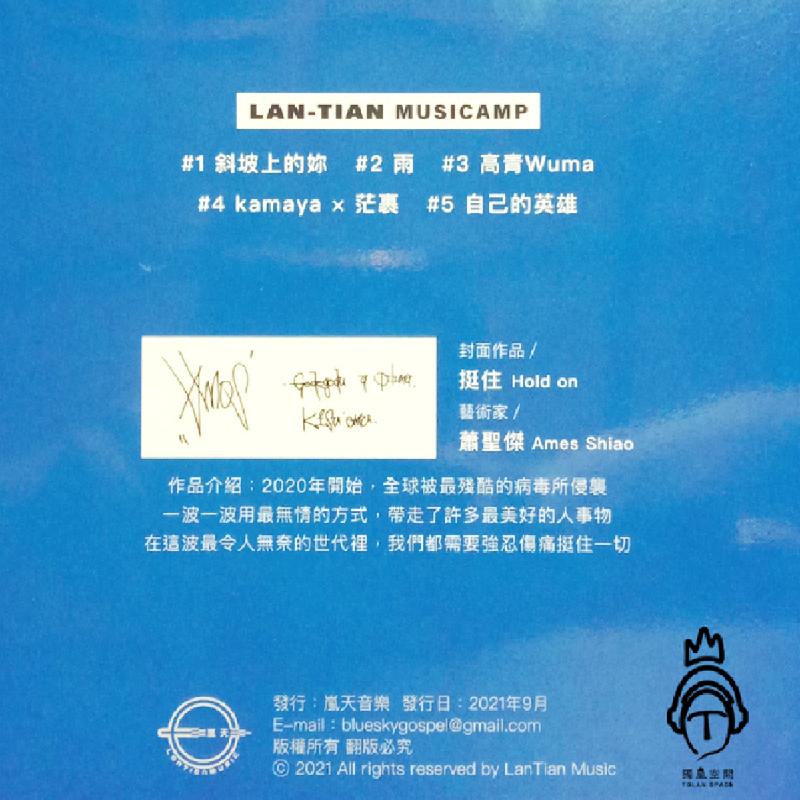 LAN-TIAN MUSICAMP
#1 斜坡上的妳 #2 雨 #3 高青Wuma
#4 kamaya × 茫裏 #5 自己的英雄
封面作品 /
挺住 Hold on
藝術家 /
蕭聖傑 Ames Shiao
作品介紹：2020年開始，全球被最殘酷的病毒所侵襲
一波一波用最無情的方式，帶走了許多最美好的人事物
在這波最令人無奈的世代裡，我們都需要強忍傷痛挺住一切
發行：嵐天音樂 發行日：2021年9月
E-mail：blueskygospel@gmail.com
版權所有 翻版必究
© 2021 All rights reserved by LanTian Music
嵐天
LANTIANMUSIC
T
空間